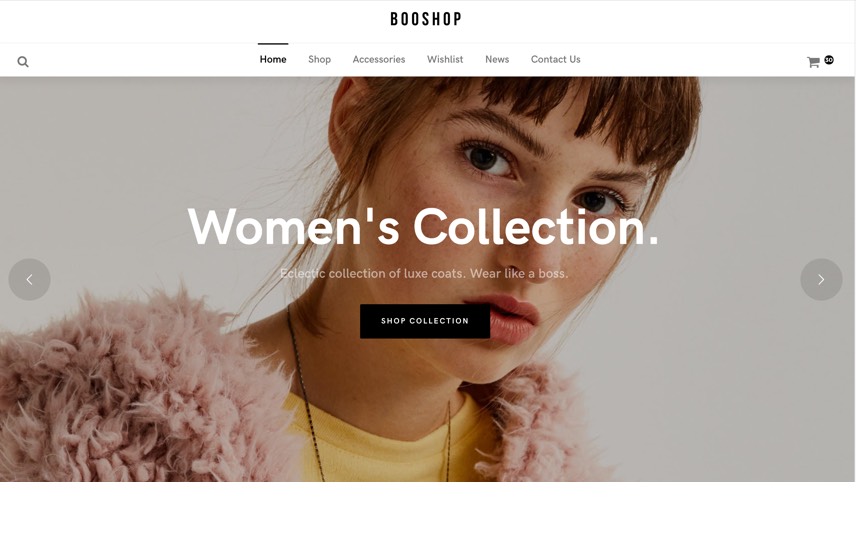 BOOSHOP
Home Shop Accessories Wishlist News Contact Us
50
Women's Collection.
Eclectic collection of luxe coats. Wear like a boss.
SHOP COLLECTION